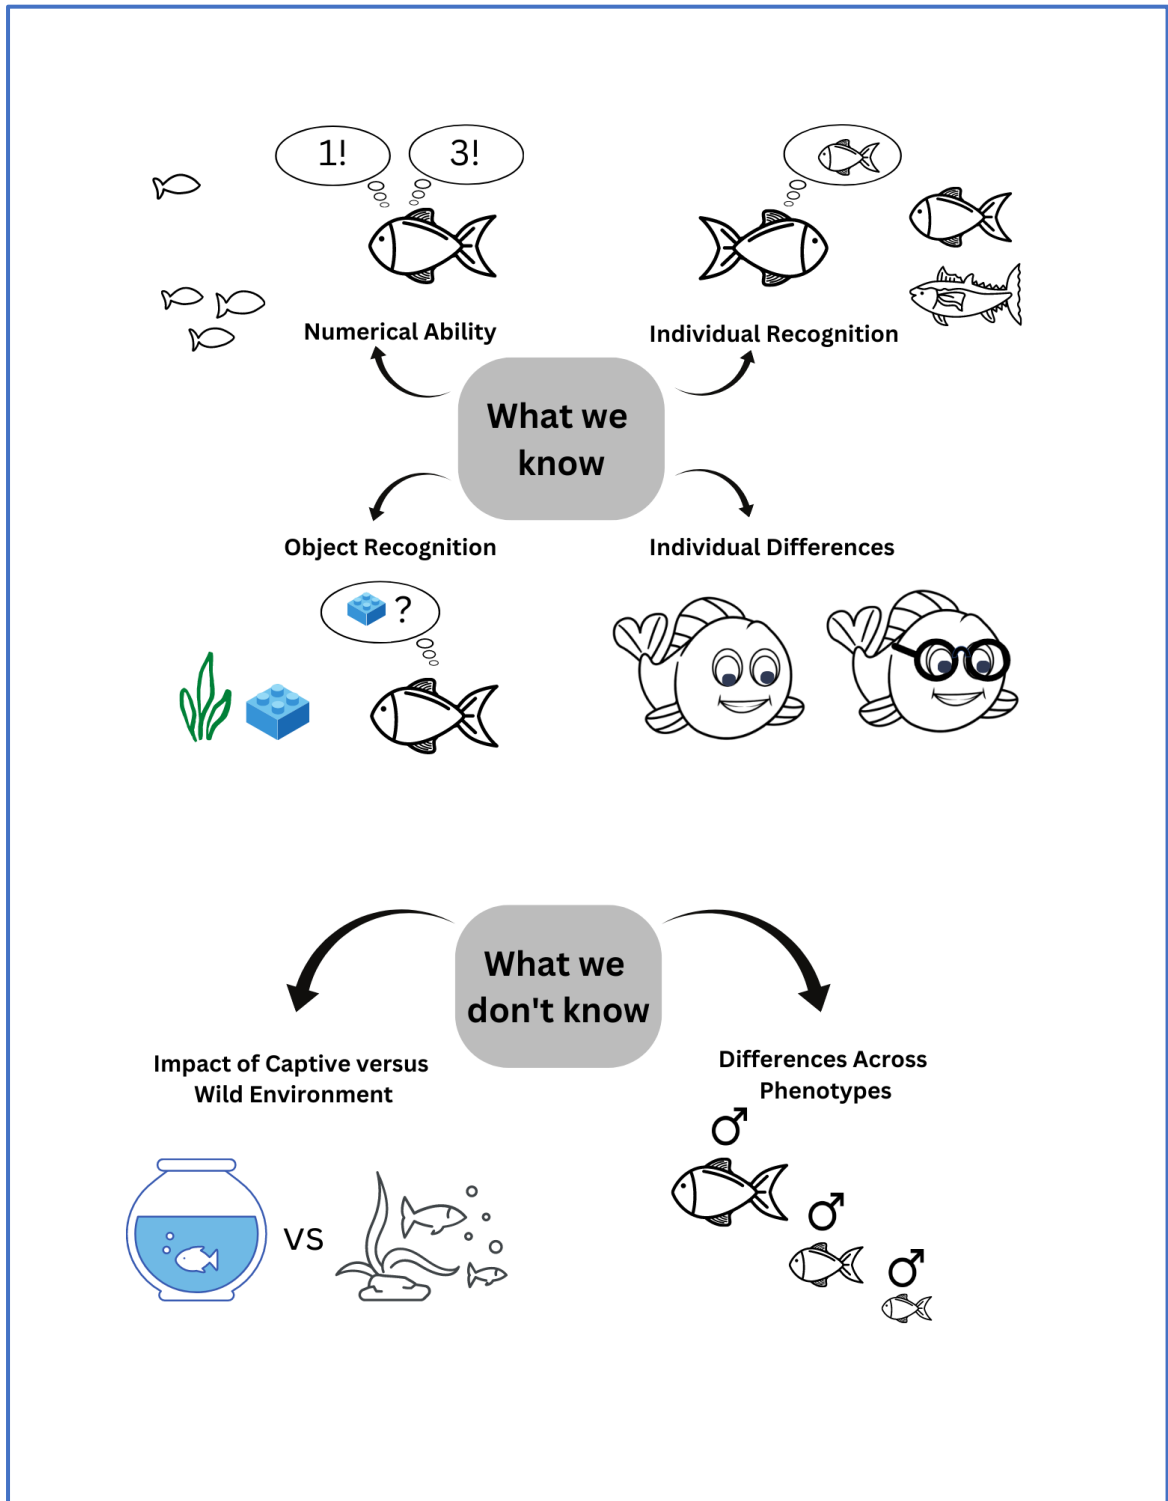 1!
3!
Numerical Ability
Individual Recognition
What we
know
Object Recognition
Individual Differences
?
What we
don't know
Impact of Captive versus
Wild Environment
Differences Across
Phenotypes
vs